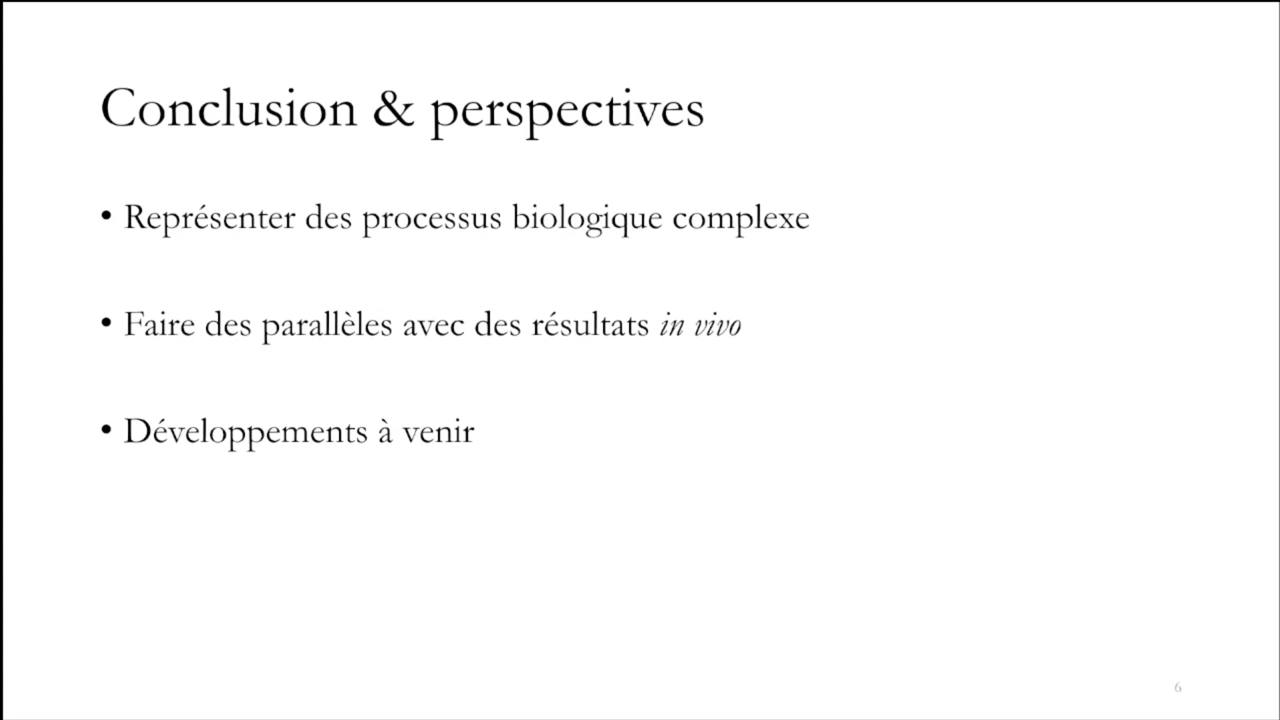 Conclusion & perspectives
• Représenter des processus biologique complexe
• Faire des parallèles avec des résultats in vivo
• Développements à venir
6